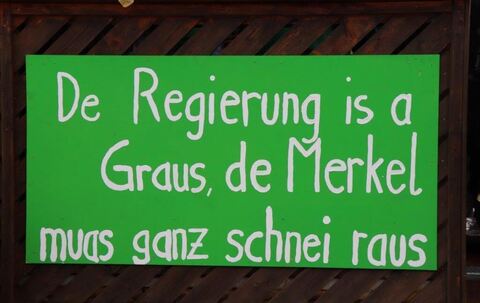 De Regierung is a
Graus, de Merkel
muas ganz schnei raus